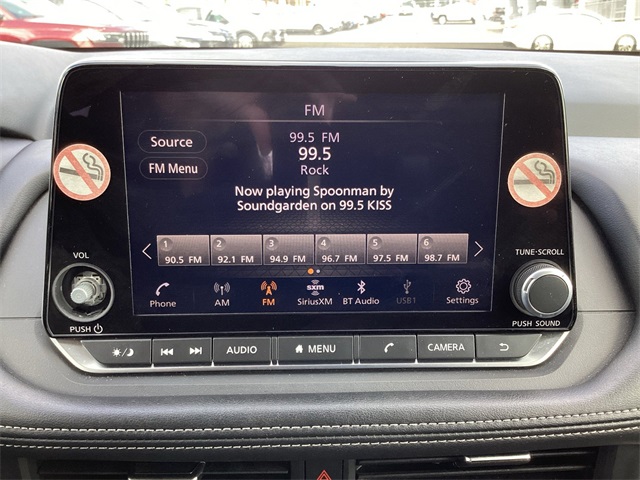 FM
Source
FM Menu
99.5 FM
99.5
Rock
Now playing Spoonman by
Soundgarden on 99.5 KISS
1 2 3 4 5 6
90.5 FM 92.1 FM 94.9 FM 96.7 FM 97.5 FM 98.7 FM
VOL
TUNE·SCROLL
sxm
Phone AM FM SiriusXM BT Audio USB1 Settings
PUSH
PUSH SOUND
AUDIO MENU CAMERA